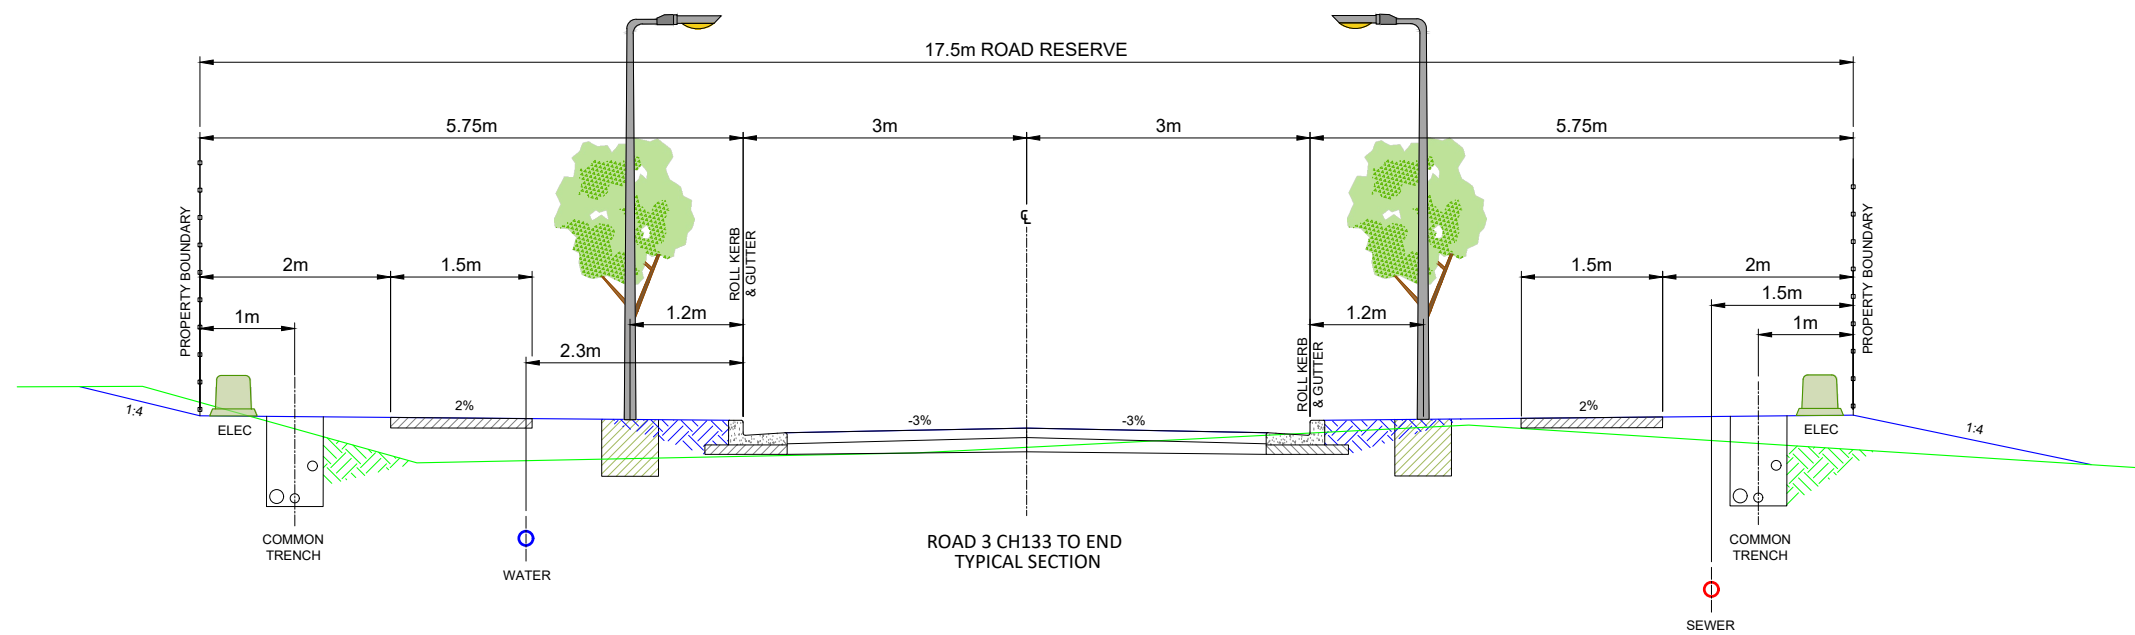 17.5m ROAD RESERVE
5.75m
3m
3m
5.75m
℄
PROPERTY BOUNDARY
ROLL KERB
& GUTTER
PROPERTY BOUNDARY
2m
1.5m
1.5m
2m
1.5m
1m
1.2m
1.2m
1m
2.3m
ROLL KERB
& GUTTER
1:4
2%
-3%
-3%
2%
1:4
ELEC
ELEC
COMMON
TRENCH
ROAD 3 CH133 TO END
TYPICAL SECTION
COMMON
TRENCH
WATER
SEWER